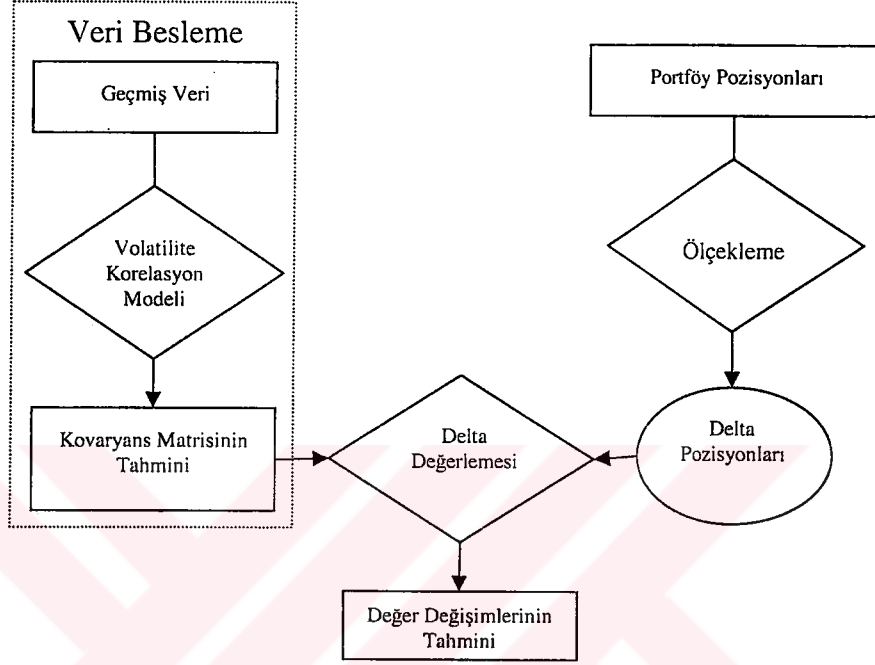 Veri Besleme
Geçmiş Veri
Volatilite
Korelasyon
Modeli
Kovaryans Matrisinin
Tahmini
Portföy Pozisyonları
Ölçekleme
Delta
Pozisyonları
Delta
Değerlemesi
Değer Değişimlerinin
Tahmini